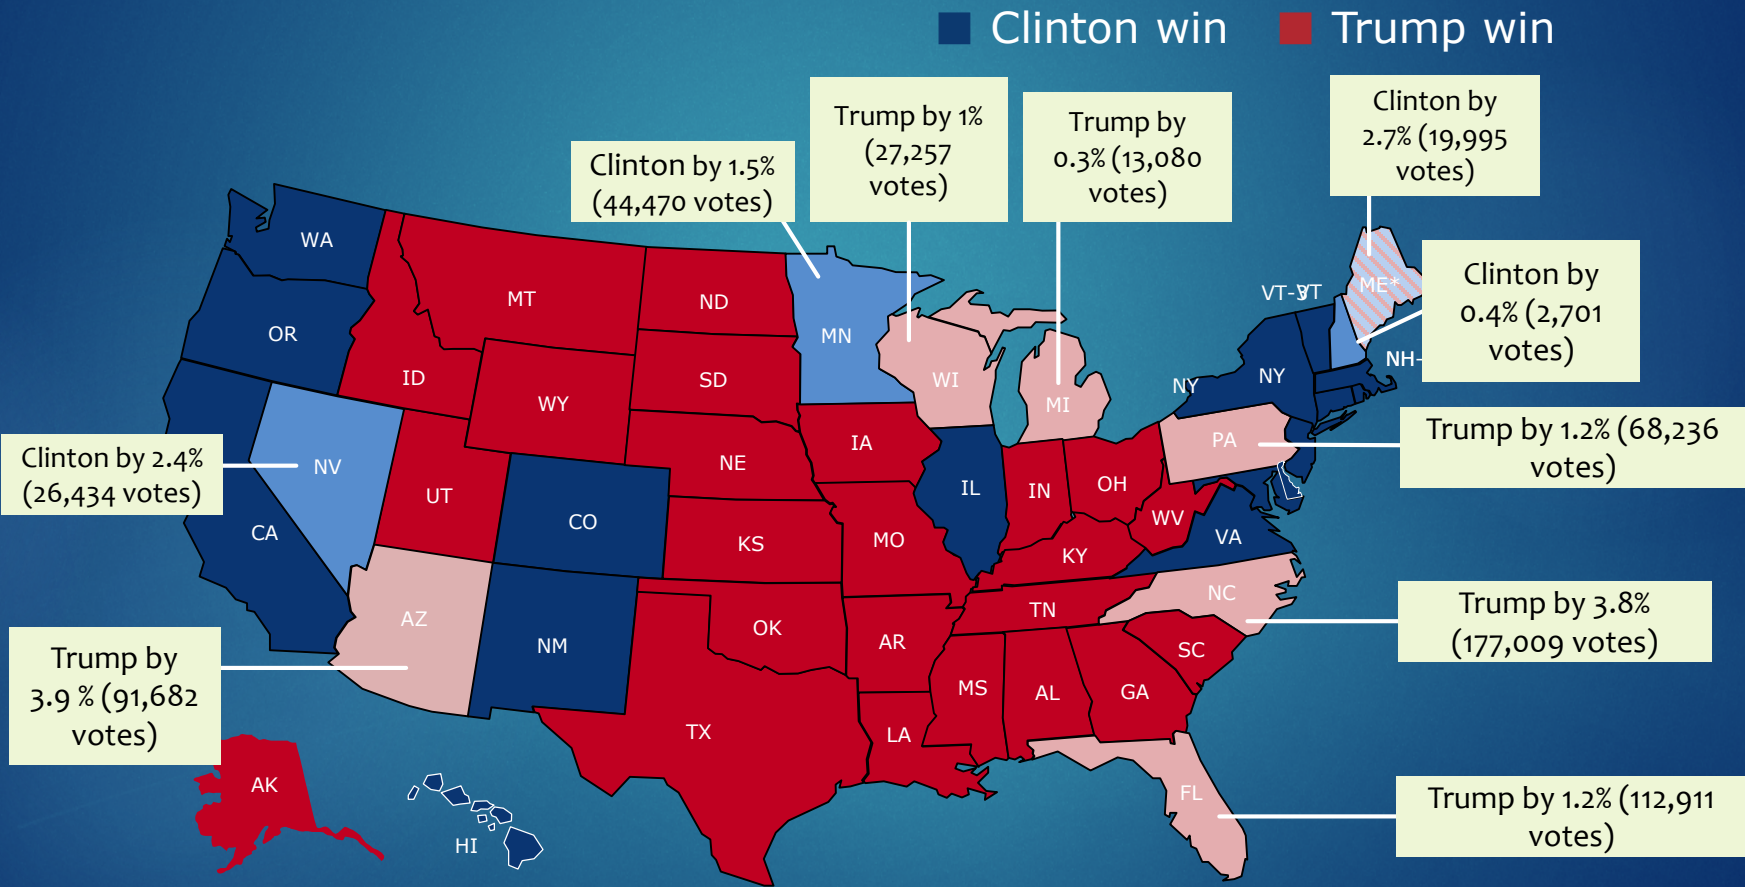 Clinton win
Trump win
Clinton by 1.5%
(44,470 votes)
Trump by 1%
(27,257
votes)
Trump by
0.3% (13,080
votes)
Clinton by
2.7% (19,995
votes)
Clinton by
0.4% (2,701
votes)
Trump by 1.2% (68,236
votes)
Clinton by 2.4%
(26,434 votes)
Trump by 3.8%
(177,009 votes)
Trump by
3.9 % (91,682
votes)
Trump by 1.2% (112,911
votes)
WA
MT
ND
MN
VT-3
VT
ME*
OR
ID
SD
WI
MI
NY
NY
NH-
WY
IA
PA
NV
NE
UT
CO
IL
IN
OH
WV
CA
KS
MO
KY
VA
AZ
NM
OK
AR
TN
NC
SC
TX
LA
MS
AL
GA
AK
HI
FL